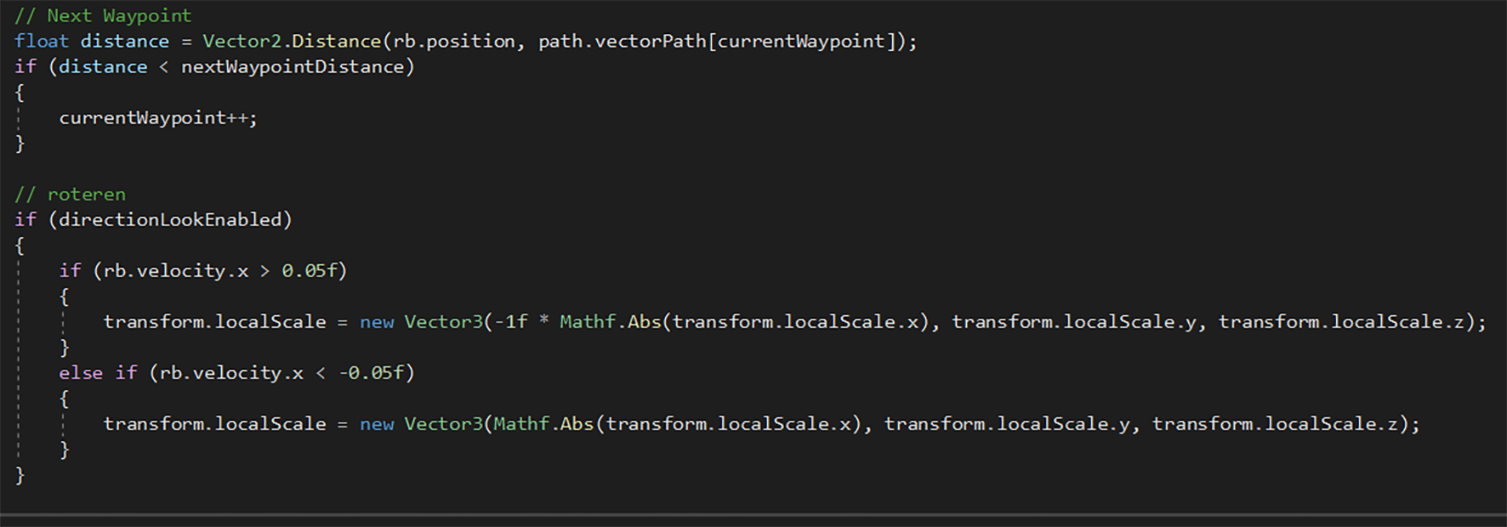 // Next Waypoint
float distance = Vector2.Distance(rb.position, path.vectorPath[currentWaypoint]);
if (distance < nextWaypointDistance)
{
    currentWaypoint++;
}

// roteren
if (directionLookEnabled)
{
    if (rb.velocity.x > 0.05f)
    {
        transform.localScale = new Vector3(-1f * Mathf.Abs(transform.localScale.x), transform.localScale.y, transform.localScale.z);
    }
    else if (rb.velocity.x < -0.05f)
    {
        transform.localScale = new Vector3(Mathf.Abs(transform.localScale.x), transform.localScale.y, transform.localScale.z);
    }
}